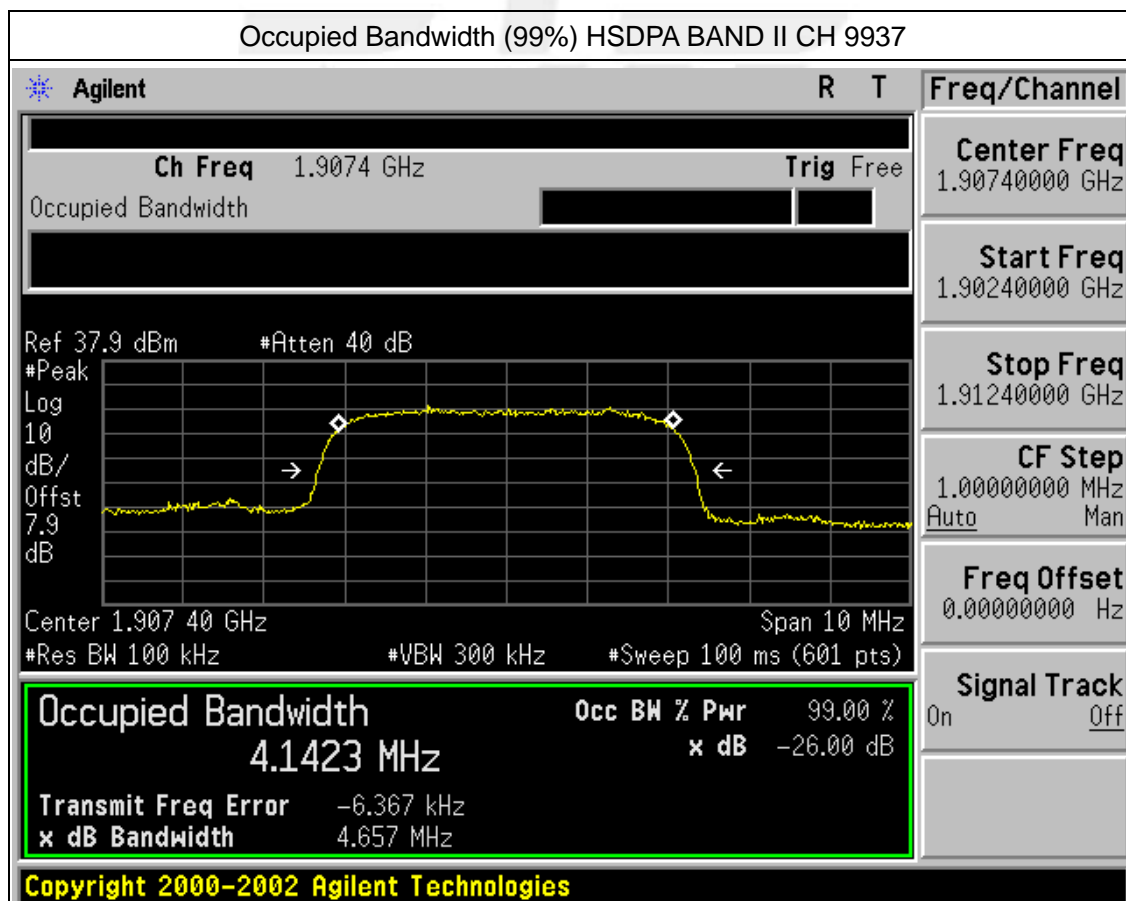 Occupied Bandwidth (99%) HSDPA BAND II CH 9937
Agilent R T
Freq/Channel
Ch Freq 1.9074 GHz Trig Free
Occupied Bandwidth
Center Freq
1.90740000 GHz
Start Freq
1.90240000 GHz
Stop Freq
1.91240000 GHz
CF Step
1.00000000 MHz
Auto Man
Freq Offset
0.00000000 Hz
Signal Track
On Off
Ref 37.9 dBm #Atten 40 dB
#Peak
Log
10
dB/
Offst
7.9
dB
Center 1.907 40 GHz Span 10 MHz
#Res BW 100 kHz #VBW 300 kHz #Sweep 100 ms (601 pts)
Occupied Bandwidth
4.1423 MHz
Occ BW % Pwr 99.00 %
x dB -26.00 dB
Transmit Freq Error -6.367 kHz
x dB Bandwidth 4.657 MHz
Copyright 2000-2002 Agilent Technologies